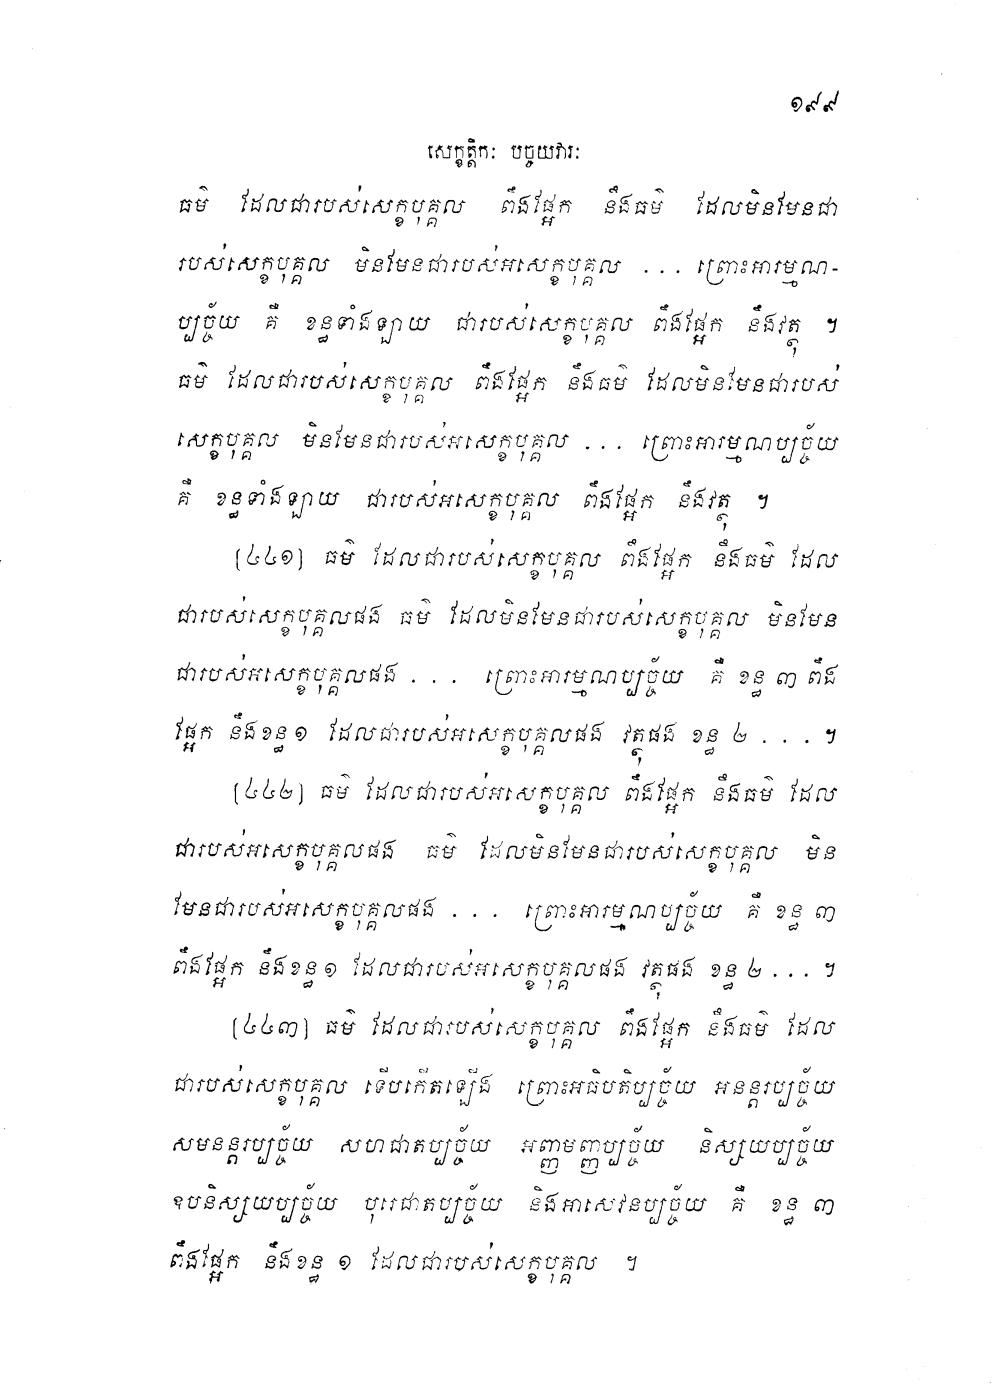 ១៩៩
សេក្ខត្តិកៈ បច្ចយវារៈ
ធម៌ ដែលជារបស់សេក្ខបុគ្គល ពឹងផ្អែក នឹងធម៌ ដែលមិនមែនជា
របស់សេក្ខបុគ្គល មិនមែនជារបស់អសេក្ខបុគ្គល ... ព្រោះអារម្មណ-
ប្បច្ច័យ គឺ ខន្ធទាំងឡាយ ជារបស់សេក្ខបុគ្គល ពឹងផ្អែក នឹងវត្ថុ ។
ធម៌ ដែលជារបស់សេក្ខបុគ្គល ពឹងផ្អែក នឹងធម៌ ដែលមិនមែនជារបស់
សេក្ខបុគ្គល មិនមែនជារបស់អសេក្ខបុគ្គល ... ព្រោះអារម្មណប្បច្ច័យ
គឺ ខន្ធទាំងឡាយ ជារបស់អសេក្ខបុគ្គល ពឹងផ្អែក នឹងវត្ថុ ។
(៤៤១) ធម៌ ដែលជារបស់សេក្ខបុគ្គល ពឹងផ្អែក នឹងធម៌ ដែល
ជារបស់សេក្ខបុគ្គលផង ធម៌ ដែលមិនមែនជារបស់សេក្ខបុគ្គល មិនមែន
ជារបស់អសេក្ខបុគ្គលផង ... ព្រោះអារម្មណប្បច្ច័យ គឺ ខន្ធ ៣ ពឹង
ផ្អែក នឹងខន្ធ ១ ដែលជារបស់អសេក្ខបុគ្គលផង វត្ថុផង ខន្ធ ២ ... ។
(៤៤២) ធម៌ ដែលជារបស់អសេក្ខបុគ្គល ពឹងផ្អែក នឹងធម៌ ដែល
ជារបស់អសេក្ខបុគ្គលផង ធម៌ ដែលមិនមែនជារបស់សេក្ខបុគ្គល មិន
មែនជារបស់អសេក្ខបុគ្គលផង ... ព្រោះអារម្មណប្បច្ច័យ គឺ ខន្ធ ៣
ពឹងផ្អែក នឹងខន្ធ ១ ដែលជារបស់អសេក្ខបុគ្គលផង វត្ថុផង ខន្ធ ២ ... ។
(៤៤៣) ធម៌ ដែលជារបស់សេក្ខបុគ្គល ពឹងផ្អែក នឹងធម៌ ដែល
ជារបស់សេក្ខបុគ្គល ទើបកើតឡើង ព្រោះអធិបតិប្បច្ច័យ អនន្តរប្បច្ច័យ
សមនន្តរប្បច្ច័យ សហជាតប្បច្ច័យ អញ្ញមញ្ញប្បច្ច័យ និស្សយប្បច្ច័យ
ឧបនិស្សយប្បច្ច័យ បុរេជាតប្បច្ច័យ និងអាសេវនប្បច្ច័យ គឺ ខន្ធ ៣
ពឹងផ្អែក នឹងខន្ធ ១ ដែលជារបស់សេក្ខបុគ្គល ។